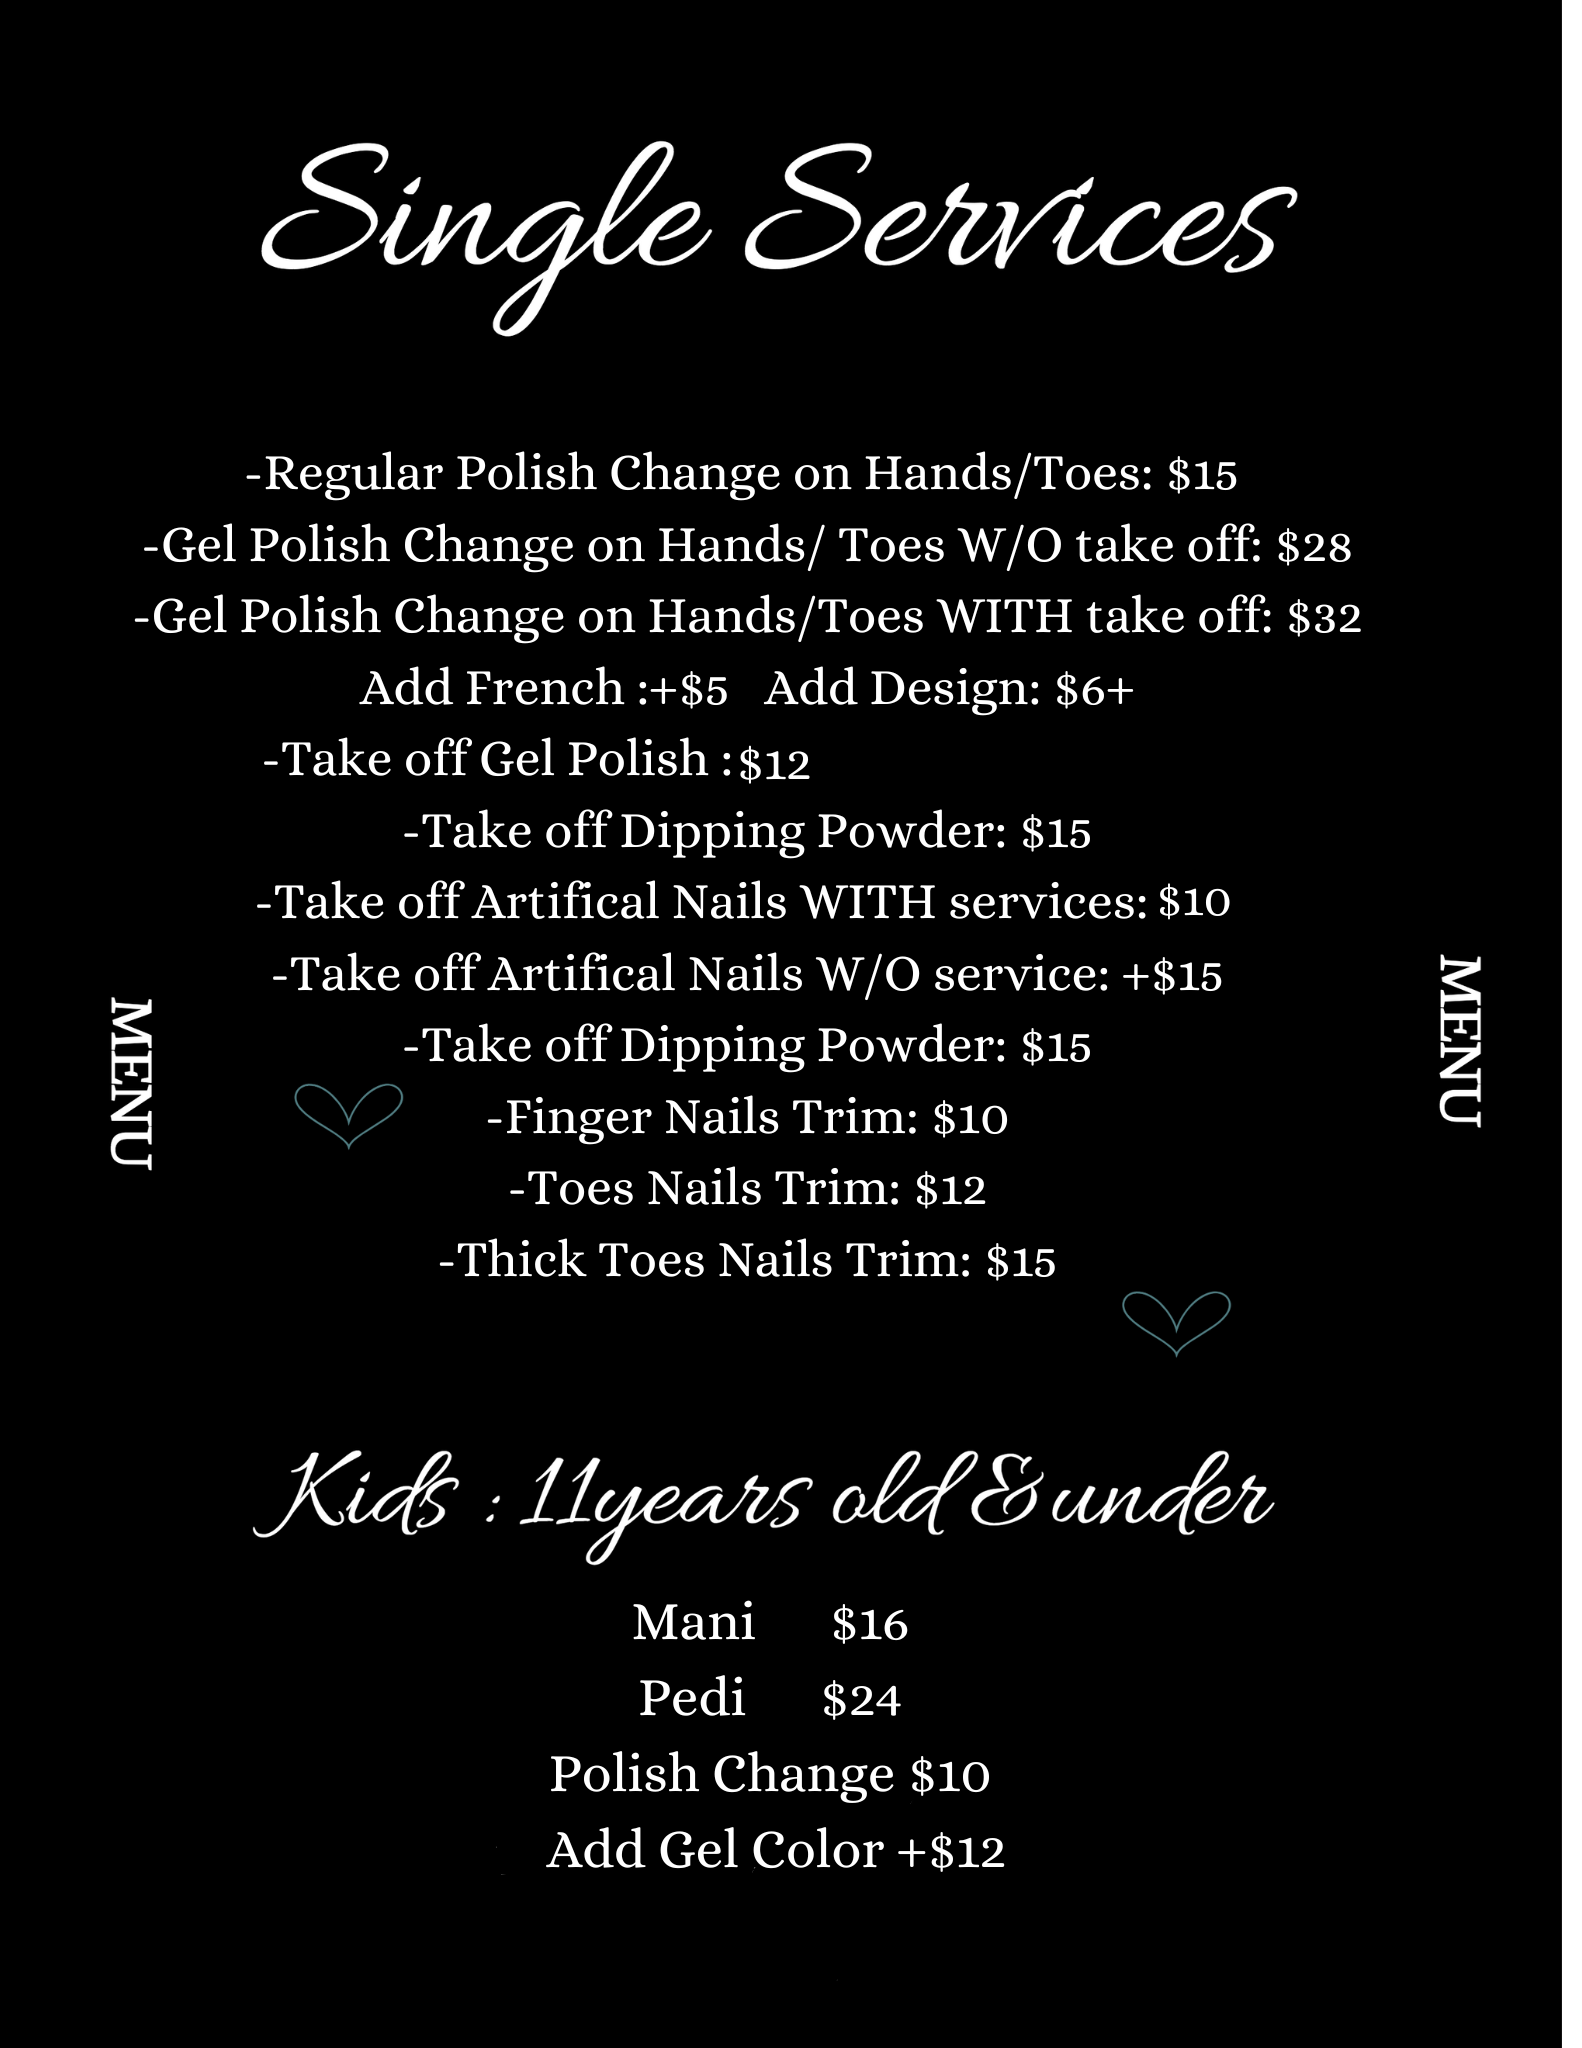 Single Services
-Regular Polish Change on Hands/Toes: $15
-Gel Polish Change on Hands/ Toes W/O take off: $28
-Gel Polish Change on Hands/Toes WITH take off: $32
Add French :+$5   Add Design: $6+
-Take off Gel Polish : $12
-Take off Dipping Powder: $15
-Take off Artifical Nails WITH services: $10
-Take off Artifical Nails W/O service: +$15
-Take off Dipping Powder: $15
-Finger Nails Trim: $10
-Toes Nails Trim: $12
-Thick Toes Nails Trim: $15
MENU
MENU
Kids : 11years old & under
Mani $16
Pedi $24
Polish Change $10
Add Gel Color +$12